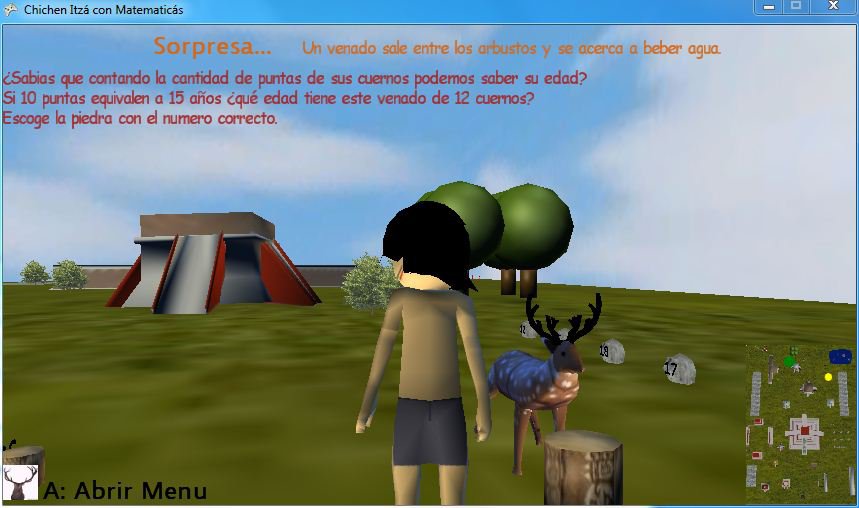 Chichen Itzá con Matematicás
Sorpresa... Un venado sale entre los arbustos y se acerca a beber agua.
¿Sabias que contando la cantidad de puntas de sus cuernos podemos saber su edad?
Si 10 puntas equivalen a 15 años ¿qué edad tiene este venado de 12 cuernos?
Escoge la piedra con el numero correcto.
18
17
A: Abrir Menu